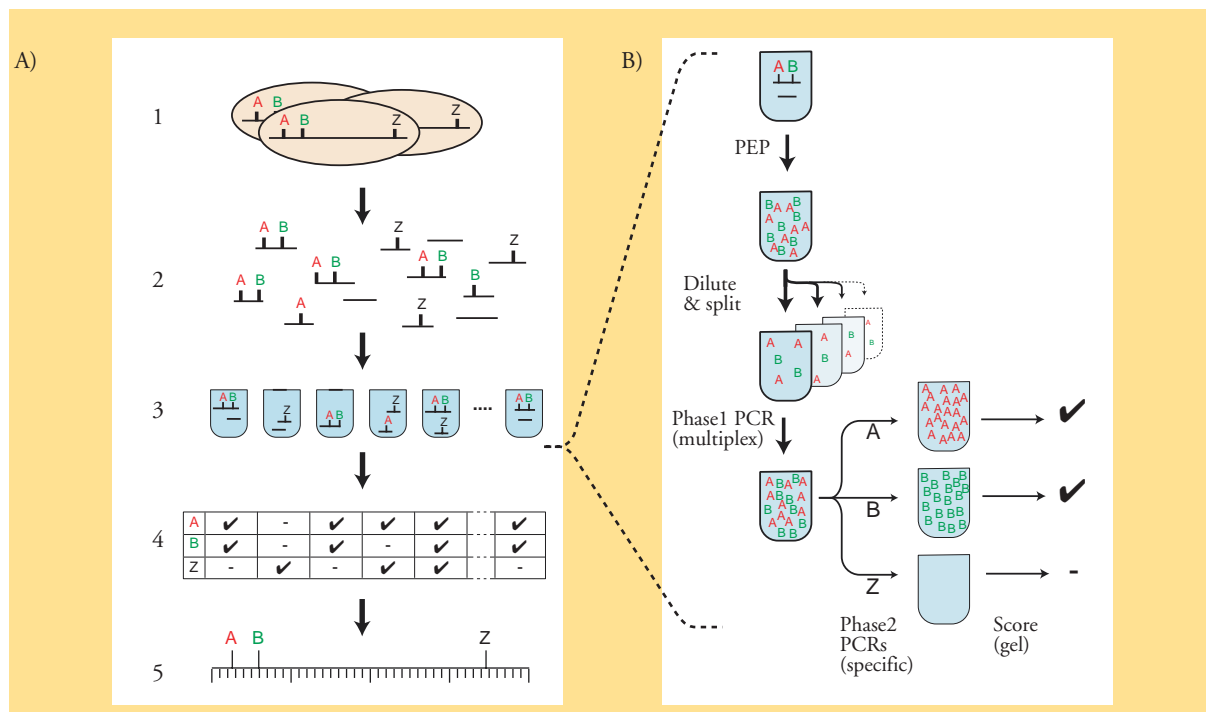 A)
1
A B
A B Z
Z
2
A B
Z
Z
A B
A B
A B
B
A
Z
3
A B
Z
A B
Z
A
A B
Z
....
A B
4
A ✔ - ✔ ✔ ✔ ✔
B ✔ - ✔ - ✔ ✔
Z - ✔ - ✔ ✔ -
5
A B Z
B)
A B
PEP
B A A B
A B
B A A
B A B
A B A
Dilute
& split
A A
B B
A
A
B
A
B
A
A
B
Phase1 PCR
(multiplex)
A B A B A
A B B A
B A A B
A A A B
B B
A
A A A A
A A A A
A A A A
A A A A
A A A A
✔
B
B B B
B B B B
B B B
B B B B
B B B
✔
Z
-
Phase2
PCRs
(specific)
Score
(gel)